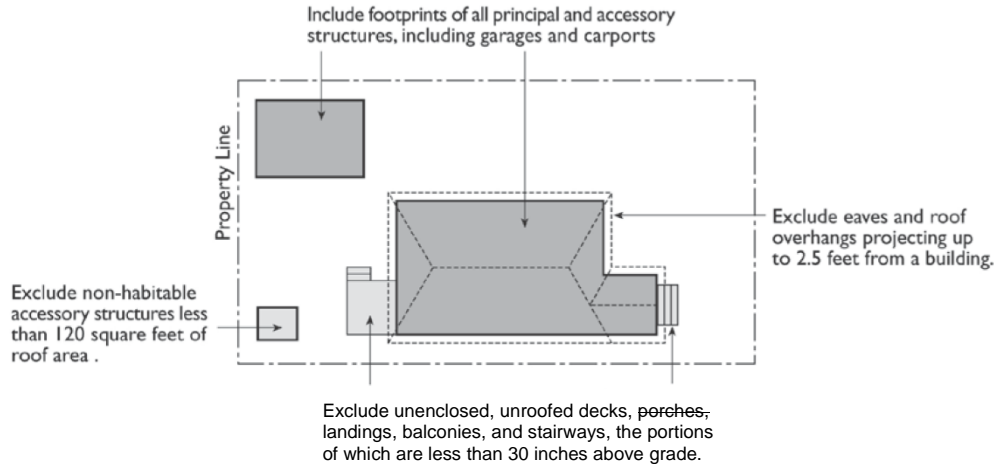 Include footprints of all principal and accessory
structures, including garages and carports
Property Line
Exclude eaves and roof
overhangs projecting up
to 2.5 feet from a building.
Exclude non-habitable
accessory structures less
than 120 square feet of
roof area .
Exclude unenclosed, unroofed decks, porches,
landings, balconies, and stairways, the portions
of which are less than 30 inches above grade.